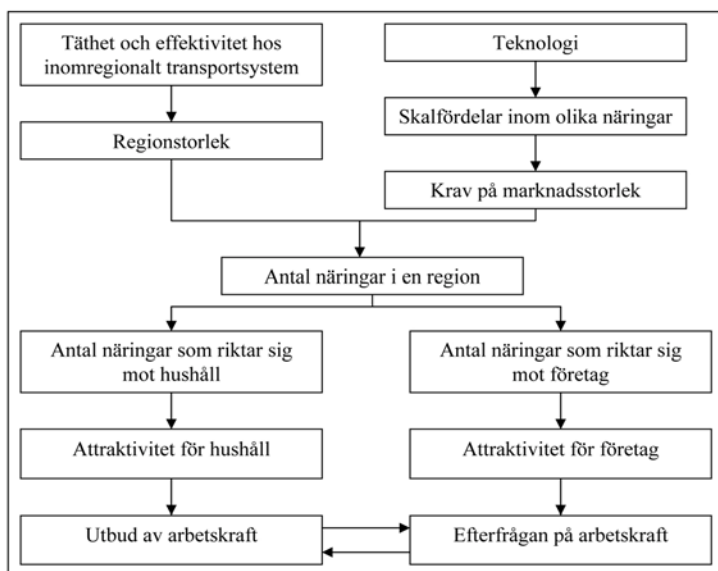 Täthet och effektivitet hos
inomregionalt transportsystem
Teknologi
Skalfördelar inom olika näringar
Regionstorlek
Krav på marknadsstorlek
Antal näringar i en region
Antal näringar som riktar sig
mot hushåll
Antal näringar som riktar sig
mot företag
Attraktivitet för hushåll
Attraktivitet för företag
Utbud av arbetskraft
Efterfrågan på arbetskraft